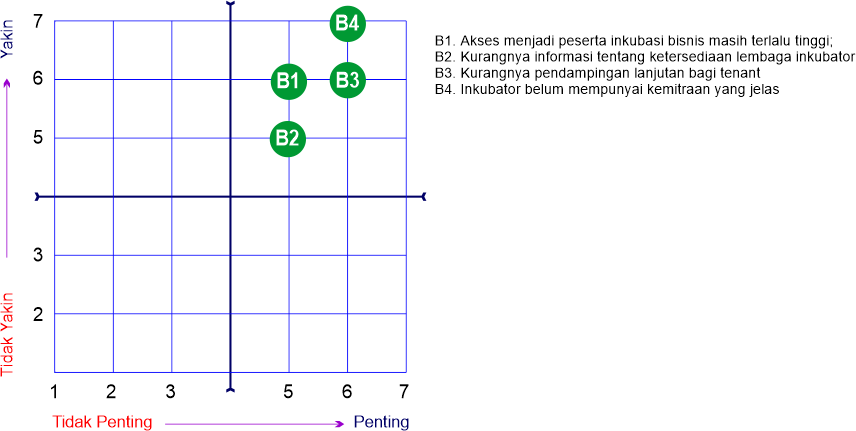 7
6
5
3
2
1 2 3 5 6 7
Yakin
Tidak Yakin
Tidak Penting Penting
B4
B1 B3
B2
B1. Akses menjadi peserta inkubasi bisnis masih terlalu tinggi;
B2. Kurangnya informasi tentang ketersediaan lembaga inkubator
B3. Kurangnya pendampingan lanjutan bagi tenant
B4. Inkubator belum mempunyai kemitraan yang jelas